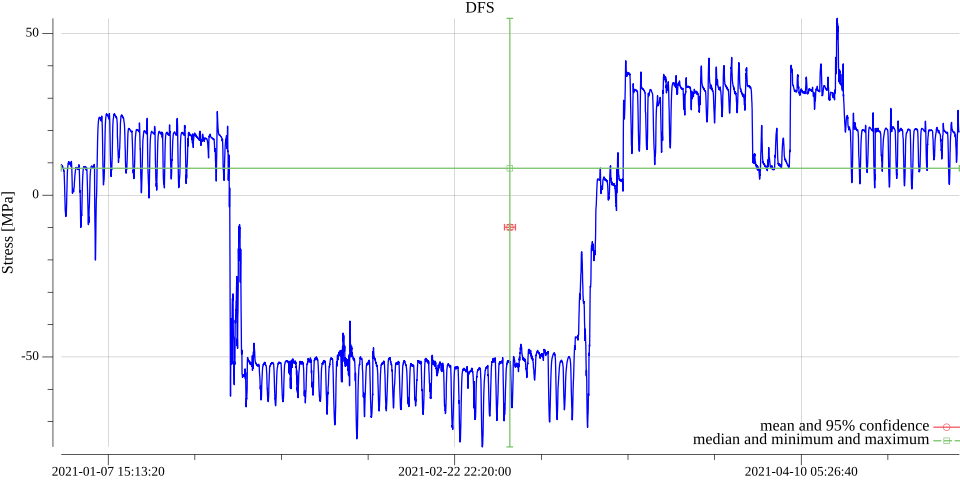 DFS
50
0
-50
Stress [MPa]
mean and 95% confidence
median and minimum and maximum
2021-01-07 15:13:20
2021-02-22 22:20:00
2021-04-10 05:26:40